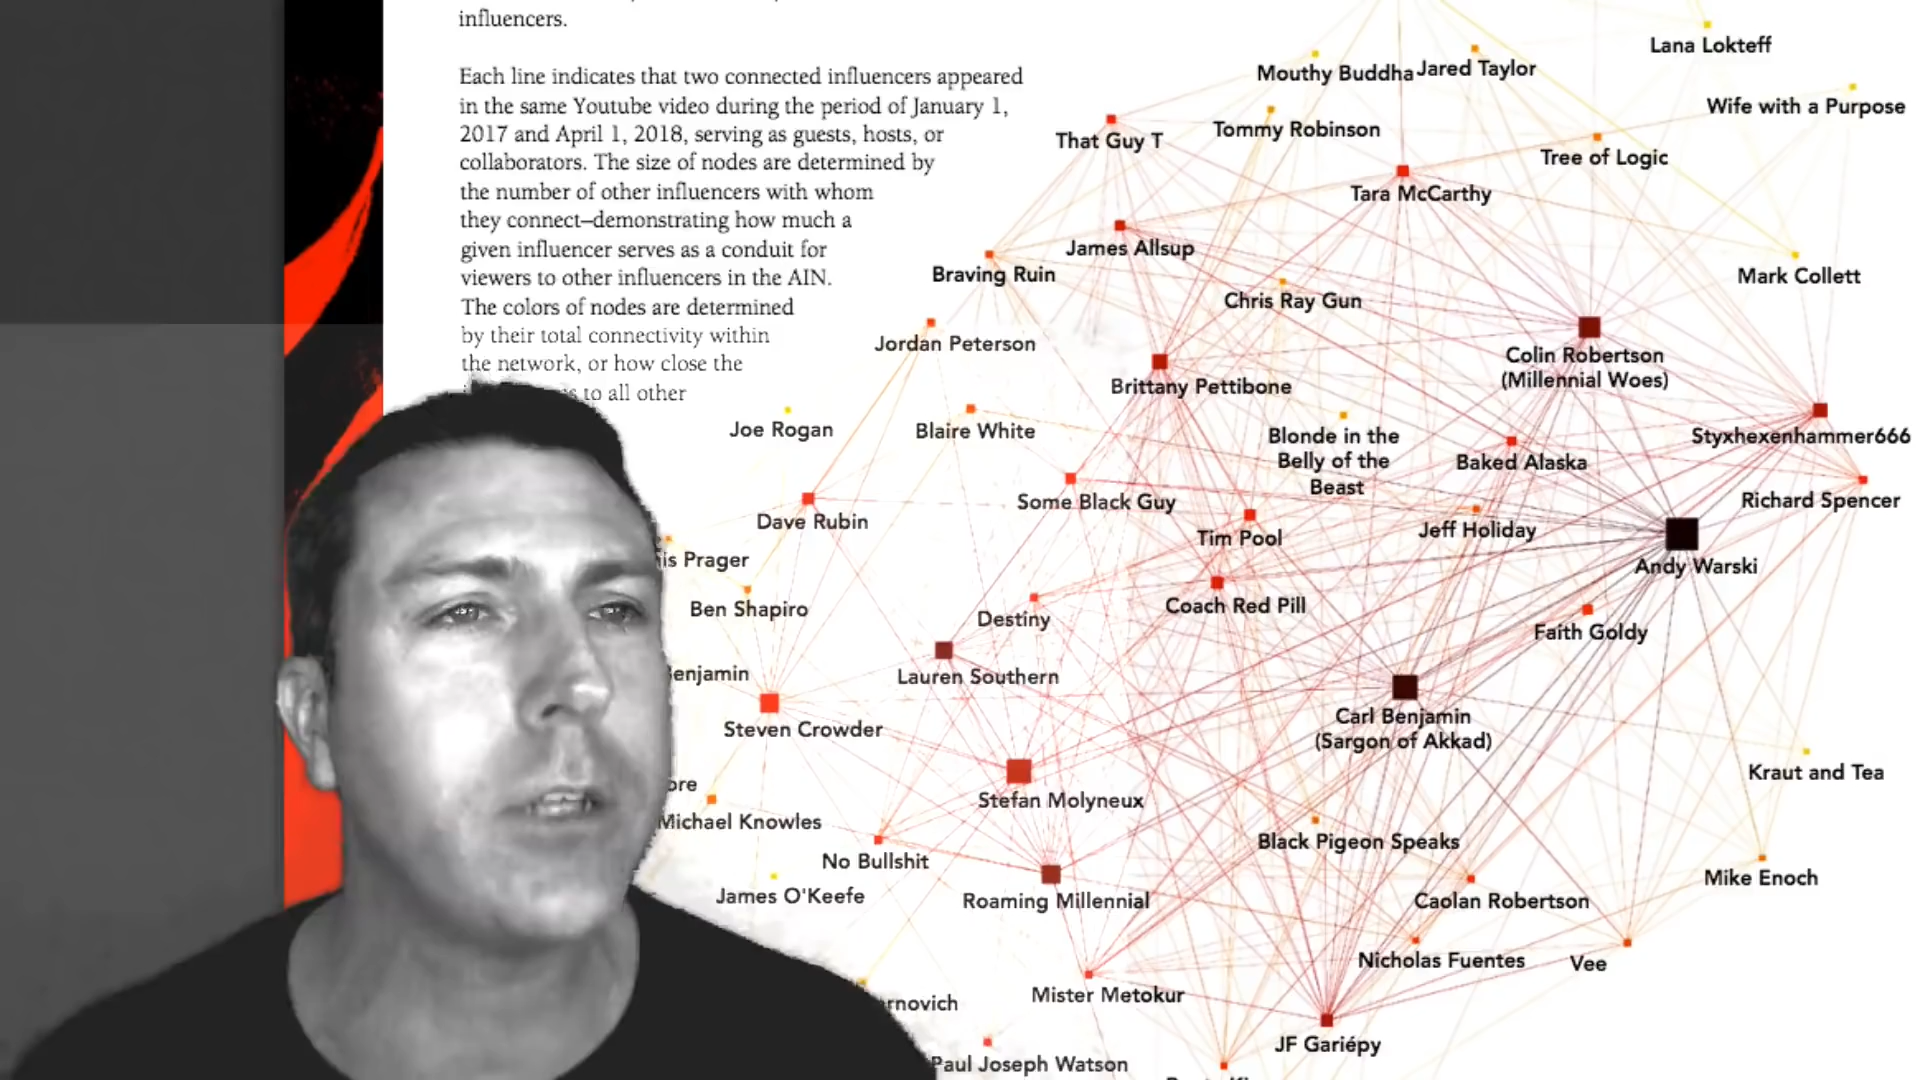 influencers.
Each line indicates that two connected influencers appeared
in the same Youtube video during the period of January 1,
2017 and April 1, 2018, serving as guests, hosts, or
collaborators. The size of nodes are determined by
the number of other influencers with whom
they connect—demonstrating how much a
given influencer serves as a conduit for
viewers to other influencers in the AIN.
The colors of nodes are determined
by their total connectivity within
the network, or how close the
to all other
Lana Lokteff
Mouthy Buddha
Jared Taylor
Wife with a Purpose
Tommy Robinson
That Guy T
Tree of Logic
Tara McCarthy
James Allsup
Braving Ruin
Mark Collett
Chris Ray Gun
Jordan Peterson
Colin Robertson
(Millennial Woes)
Brittany Pettibone
Joe Rogan
Blaire White
Blonde in the
Belly of the
Beast
Styxhexenhammer666
Baked Alaska
Some Black Guy
Richard Spencer
Dave Rubin
Tim Pool
Jeff Holiday
is Prager
Andy Warski
Ben Shapiro
Destiny
Coach Red Pill
Faith Goldy
enjamin
Lauren Southern
Steven Crowder
Carl Benjamin
(Sargon of Akkad)
Kraut and Tea
ore
Stefan Molyneux
Michael Knowles
Black Pigeon Speaks
No Bullshit
Mike Enoch
James O'Keefe
Roaming Millennial
Caolan Robertson
Nicholas Fuentes
Vee
rnovich
Mister Metokur
JF Gariépy
Paul Joseph Watson